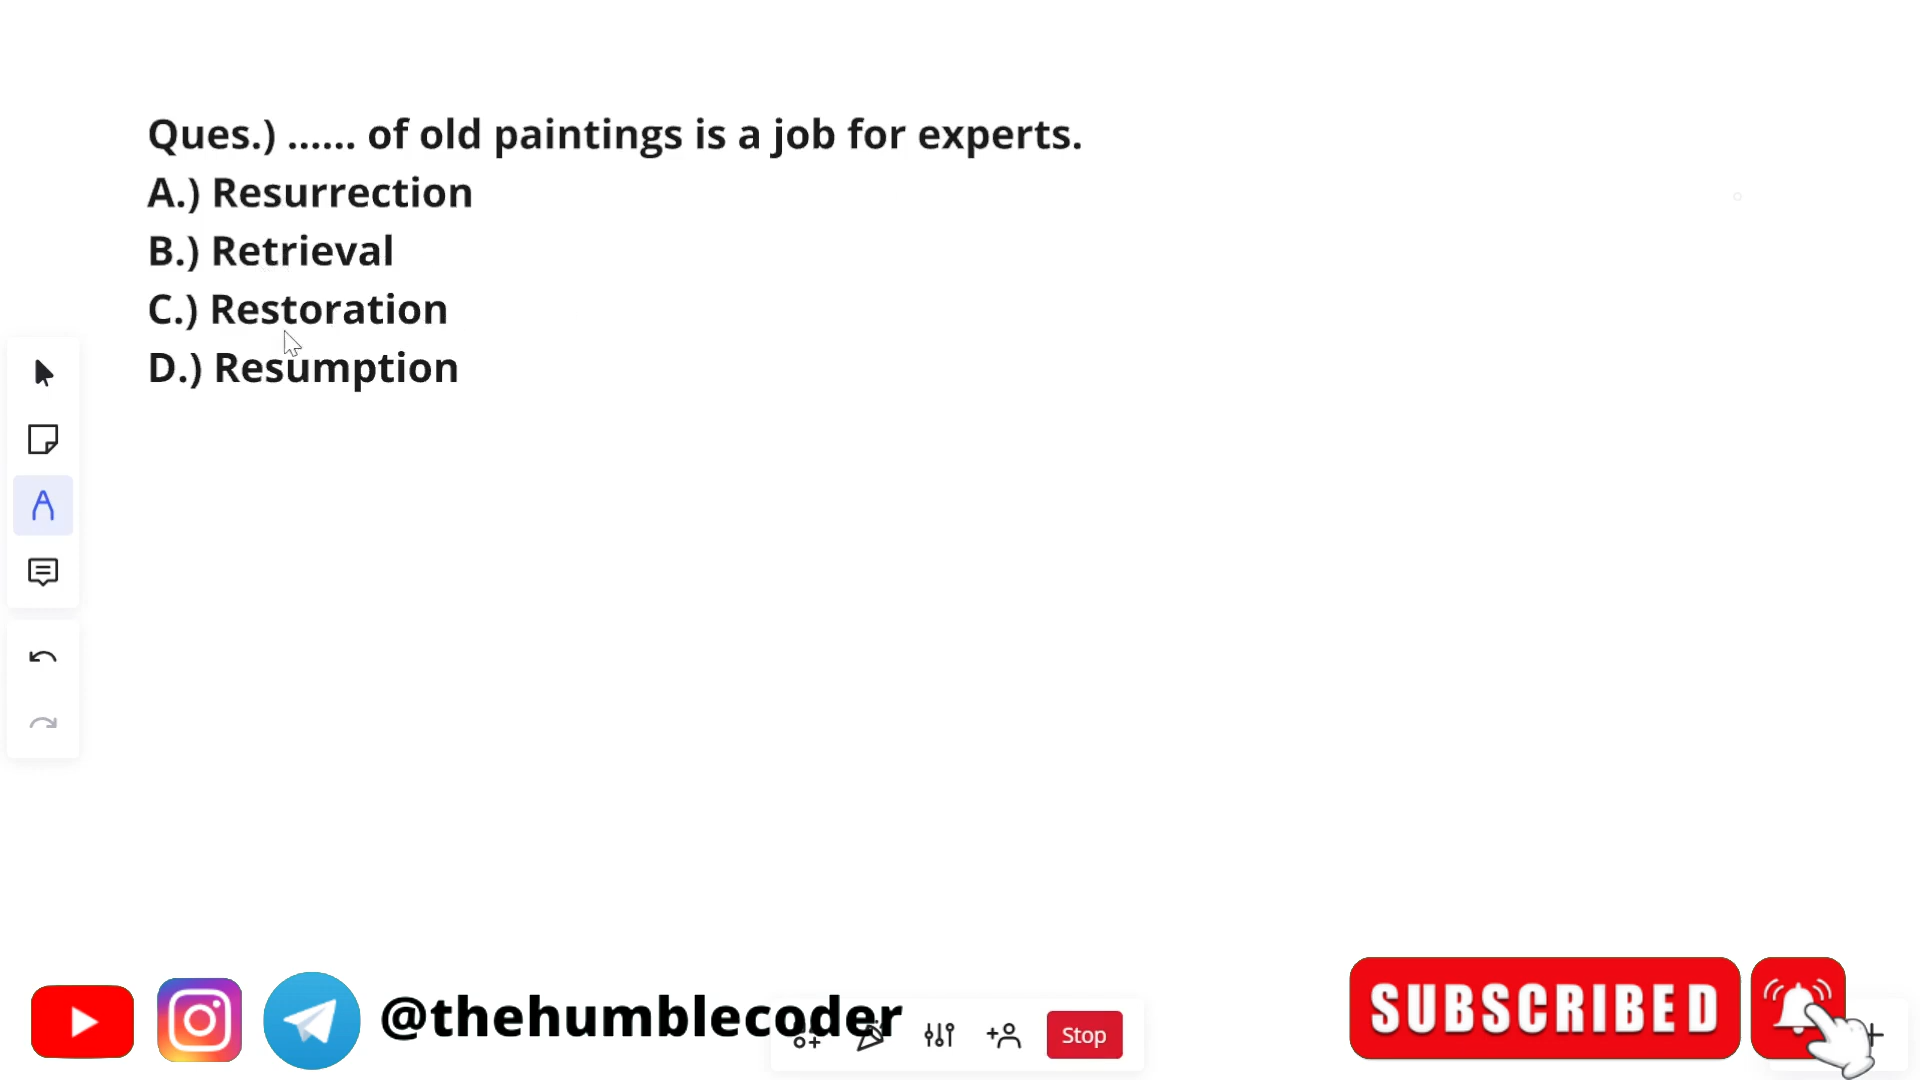 Ques.) ...... of old paintings is a job for experts.
A.) Resurrection
B.) Retrieval
C.) Restoration
D.) Resumption
@thehumblecoder
Stop
SUBSCRIBED